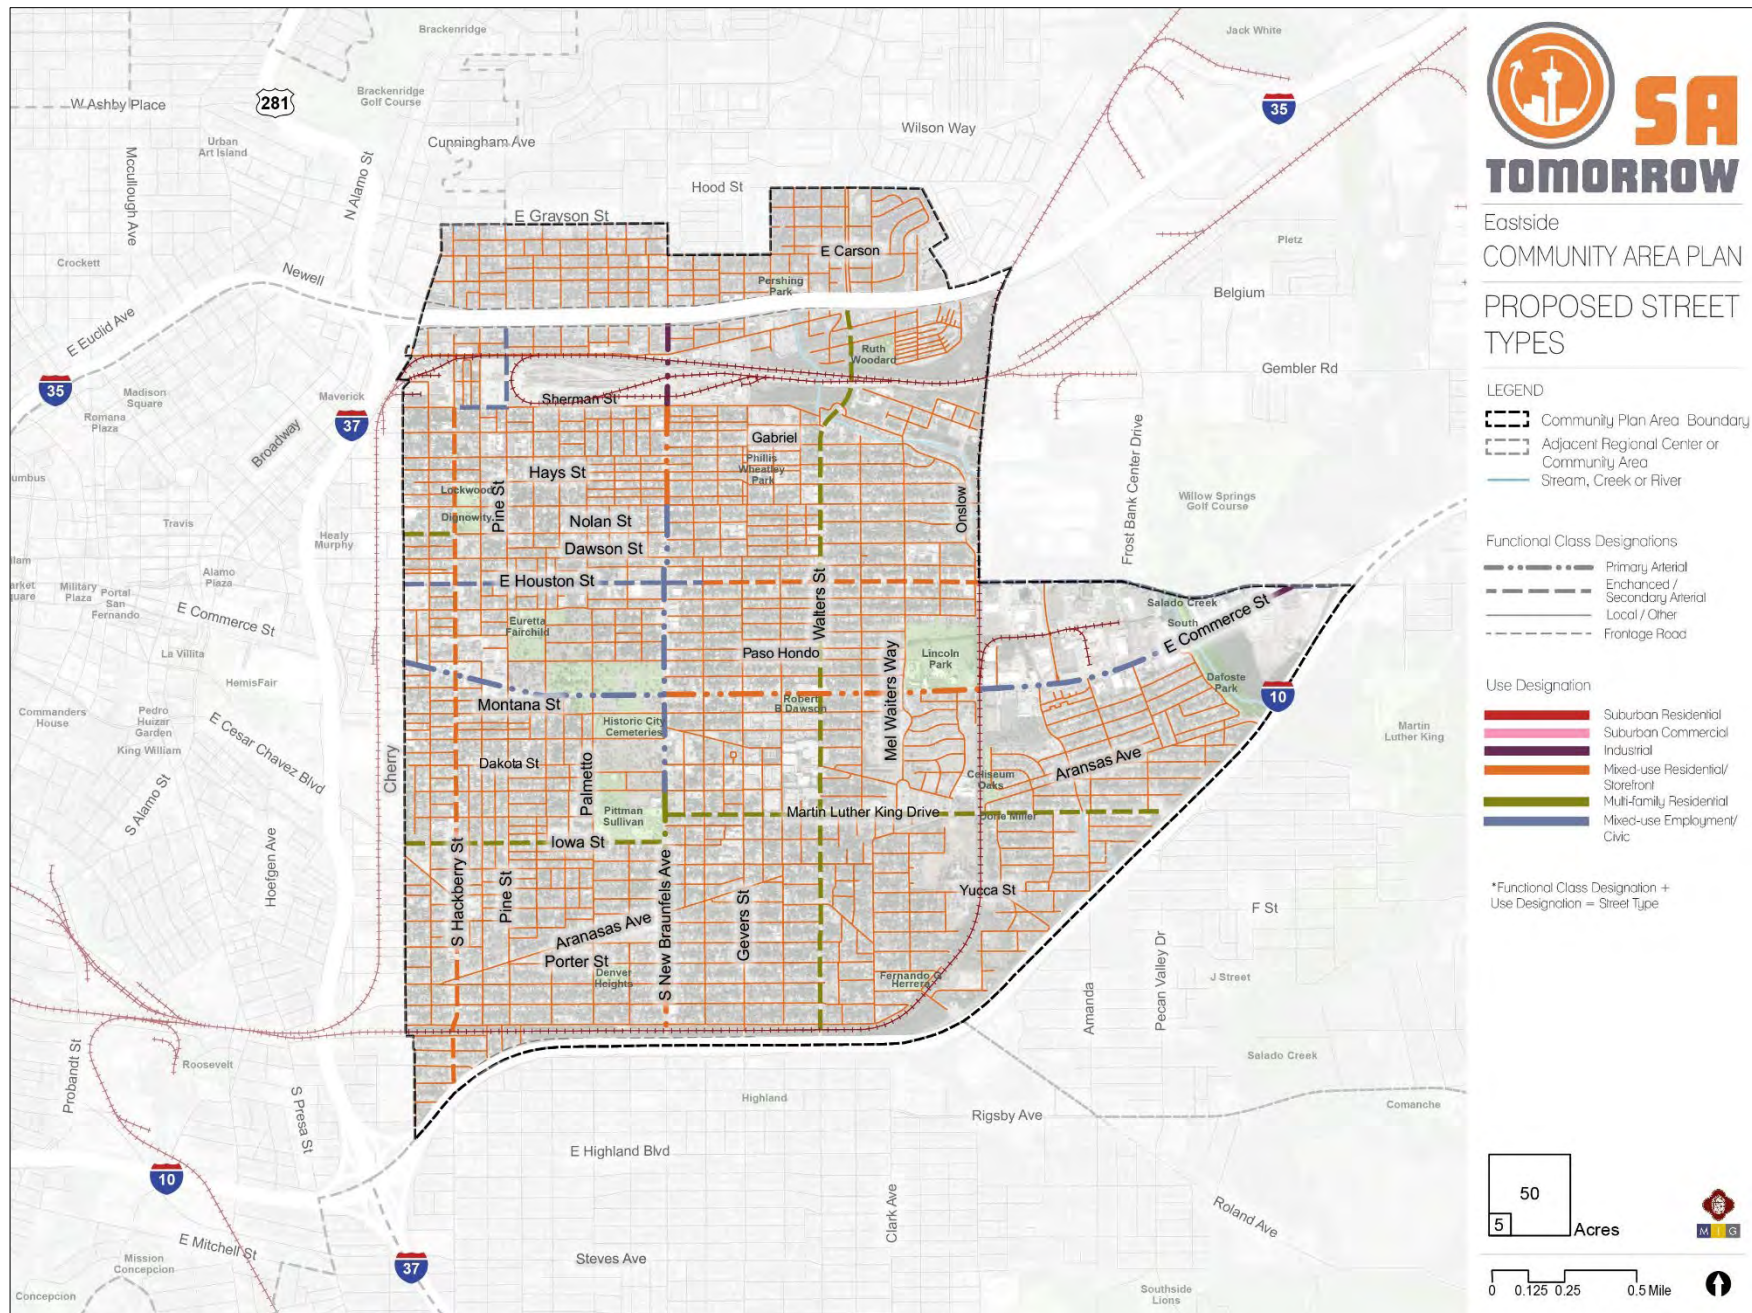 Brackenridge
Jack White
W Ashby Place
281
Brackenridge
Golf Course
35
Urban
Art Island
Cunningham Ave
Wilson Way
Mccullough Ave
N Alamo St
Hood St
E Grayson St
E Carson
Pletz
Crockett
Newell
Pershing
Park
Belgium
E Euclid Ave
Ruth
Woodard
Gembler Rd
35
Madison
Square
Maverick
Sherman St
Romana
Plaza
37
Broadway
Gabriel
Hays St
Phillis
Wheatley
Park
Frost Bank Center Drive
umbus
Lockwood
Pine St
Onslow
Willow Springs
Golf Course
Travis
Dignowity
Nolan St
Healy
Murphy
Dawson St
lam
Alamo
Plaza
E Houston St
Walters St
arket
quare
Military
Plaza
Portal
San
Fernando
E Commerce St
Salado Creek
South
E Commerce St
Euretta
Fairchild
La Villita
Paso Hondo
Mel Waiters Way
Lincoln
Park
HemisFair
Dafoste
Park
10
Commanders
House
Pedro
Huizar
Garden
E Cesar Chavez Blvd
Montana St
Robert
B Dawson
Historic City
Cemeteries
Martin
Luther King
King William
Cherry
Dakota St
Palmetto
Aransas Ave
Coliseum
Oaks
S Alamo St
Pittman
Sullivan
Martin Luther King Drive
Dorie Miller
Iowa St
Hoefgen Ave
S Hackberry St
Pine St
S New Braunfels Ave
Gevers St
Yucca St
F St
Aranasas Ave
Porter St
Denver
Heights
Fernando G
Herrera
Pecan Valley Dr
J Street
Amanda
Probandt St
Roosevelt
Salado Creek
S Presa St
Highland
Rigsby Ave
Comanche
E Highland Blvd
10
Clark Ave
Roland Ave
E Mitchell St
Steves Ave
Mission
Concepcion
37
Concepcion
Southside
Lions
SA
TOMORROW
Eastside
COMMUNITY AREA PLAN
PROPOSED STREET
TYPES
LEGEND
Community Plan Area Boundary
Adjacent Regional Center or
Community Area
Stream, Creek or River
Functional Class Designations
Primary Arterial
Enchanced /
Secondary Arterial
Local / Other
Frontage Road
Use Designation
Suburban Residential
Suburban Commercial
Industrial
Mixed-use Residential/
Storefront
Multi-family Residential
Mixed-use Employment/
Civic
*Functional Class Designation +
Use Designation = Street Type
50
5
Acres
M I G
0 0.125 0.25 0.5 Mile